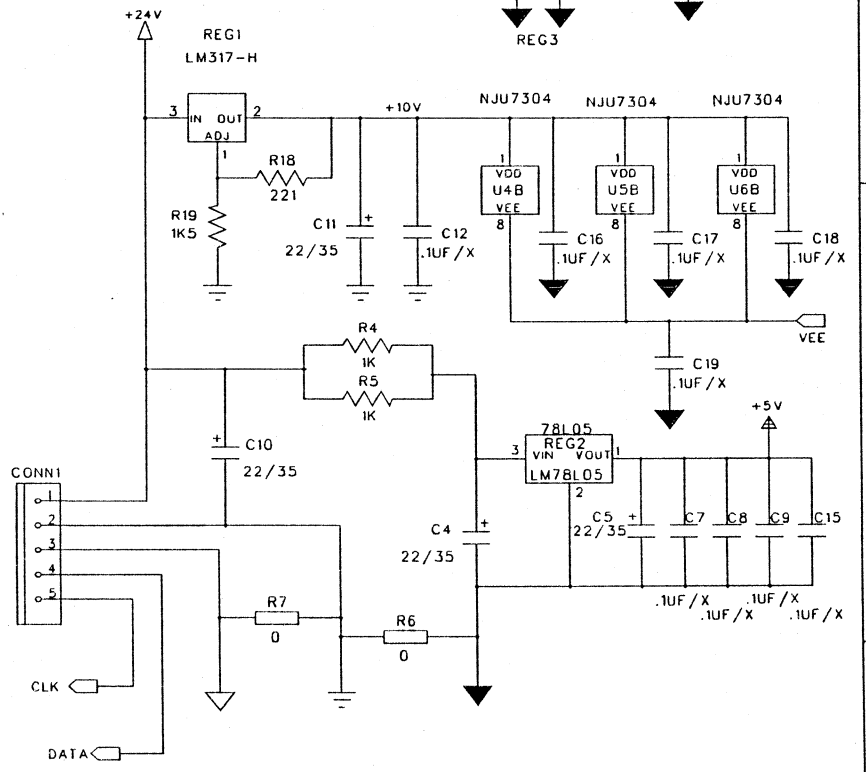 +24V
REG3
REG1
LM317-H
3 IN OUT 2
ADJ
1
+10V
NJU7304 NJU7304 NJU7304
R18
221
R19
1K5
C11 +
22/35
C12
.1UF/X
1 1 1
VDD VDD VDD
U4B U5B U6B
VEE VEE VEE
8 8 8
C16 C17 C18
.1UF/X .1UF/X .1UF/X
VEE
R4
1K
R5
1K
C19
.1UF/X
+5V
+ C10
22/35
78L05
REG2
3 VIN VOUT 1
LM78L05
2
CONN1
1
2
3
4
5
C4 +
22/35
C5 + C7 C8 C9 C15
22/35
.1UF/X .1UF/X
.1UF/X .1UF/X
R7
0
R6
0
CLK
DATA